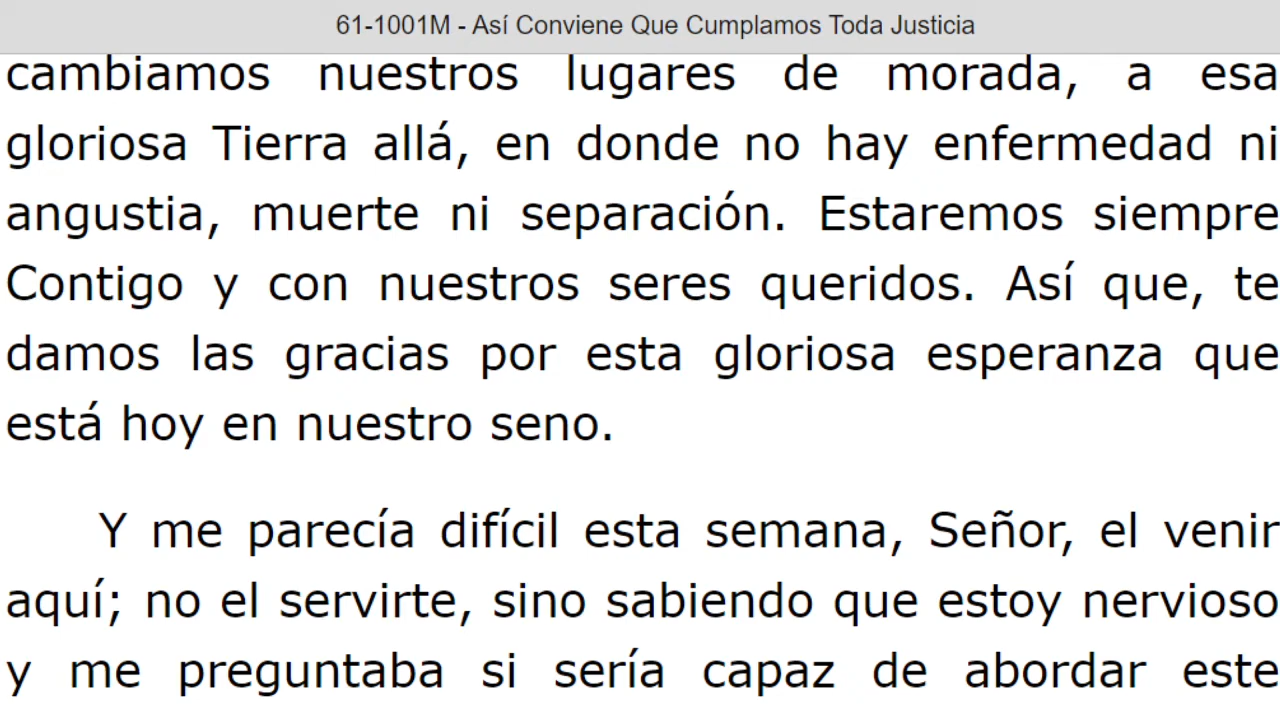 61-1001M - Así Conviene Que Cumplamos Toda Justicia
cambiamos nuestros lugares de morada, a esa
gloriosa Tierra allá, en donde no hay enfermedad ni
angustia, muerte ni separación. Estaremos siempre
Contigo y con nuestros seres queridos. Así que, te
damos las gracias por esta gloriosa esperanza que
está hoy en nuestro seno.
Y me parecía difícil esta semana, Señor, el venir
aquí; no el servirte, sino sabiendo que estoy nervioso
y me preguntaba si sería capaz de abordar este